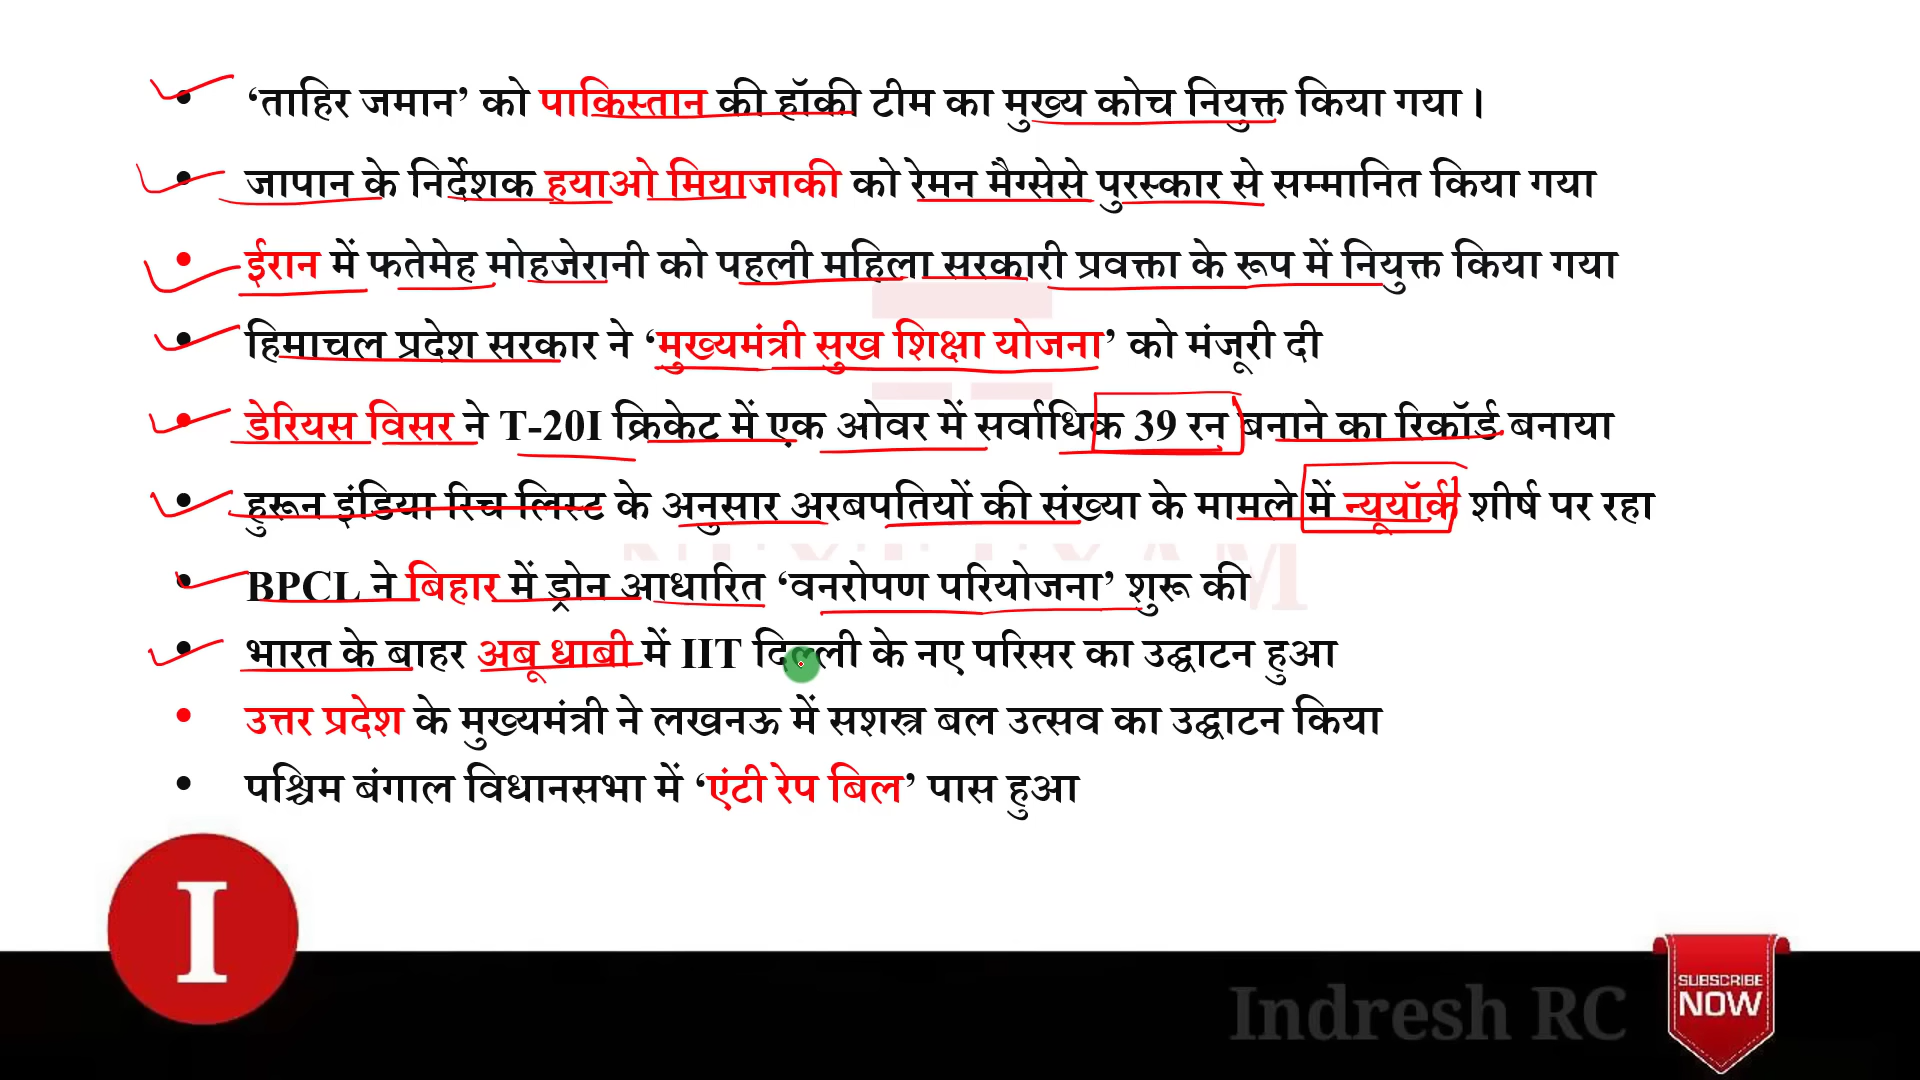 ‘ताहिर जमान’ को पाकिस्तान की हॉकी टीम का मुख्य कोच नियुक्त किया गया।
जापान के निर्देशक हयाओ मियाजाकी को रेमन मैग्सेसे पुरस्कार से सम्मानित किया गया
ईरान में फतेमेह मोहजेरानी को पहली महिला सरकारी प्रवक्ता के रूप में नियुक्त किया गया
हिमाचल प्रदेश सरकार ने ‘मुख्यमंत्री सुख शिक्षा योजना’ को मंजूरी दी
डेरियस विसर ने T-20I क्रिकेट में एक ओवर में सर्वाधिक 39 रन बनाने का रिकॉर्ड बनाया
हुरून इंडिया रिच लिस्ट के अनुसार अरबपतियों की संख्या के मामले में न्यूयॉर्क शीर्ष पर रहा
BPCL ने बिहार में ड्रोन आधारित ‘वनरोपण परियोजना’ शुरू की
भारत के बाहर अबू धाबी में IIT दिल्ली के नए परिसर का उद्घाटन हुआ
उत्तर प्रदेश के मुख्यमंत्री ने लखनऊ में सशस्त्र बल उत्सव का उद्घाटन किया
पश्चिम बंगाल विधानसभा में ‘एंटी रेप बिल’ पास हुआ
I
Indresh RC
SUBSCRIBE
NOW